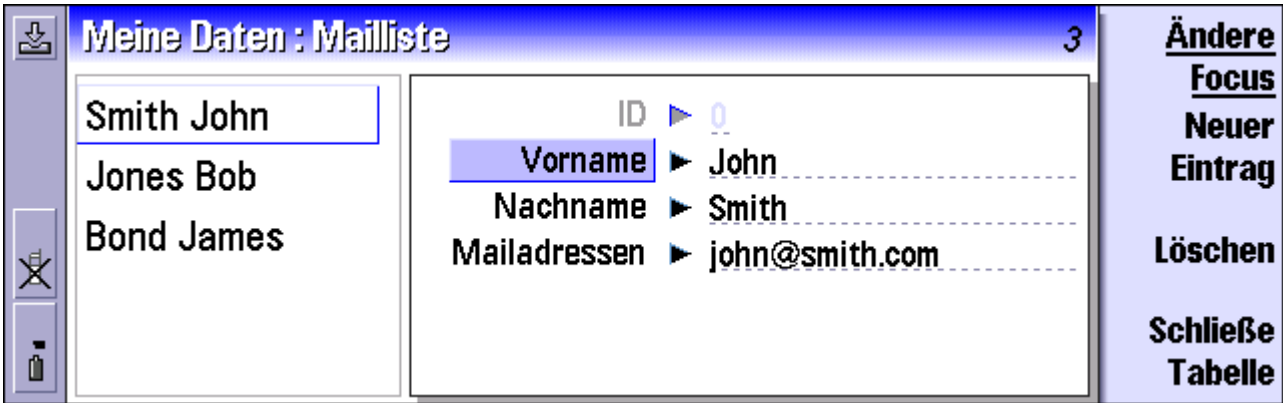 Meine Daten : Mailliste 3
Smith John
Jones Bob
Bond James
ID 0
Vorname John
Nachname Smith
Mailadressen john@smith.com
Ändere
Focus
Neuer
Eintrag
Löschen
Schließe
Tabelle